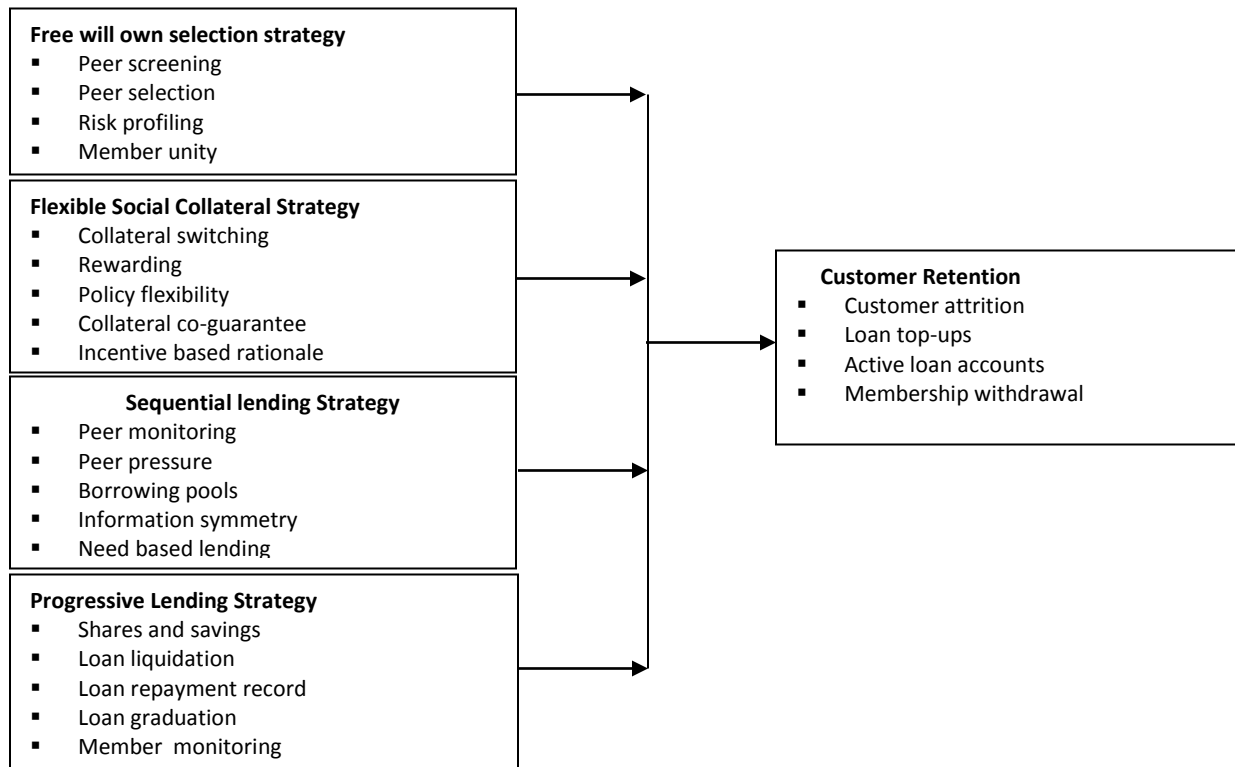 Free will own selection strategy
▪ Peer screening
▪ Peer selection
▪ Risk profiling
▪ Member unity
Flexible Social Collateral Strategy
▪ Collateral switching
▪ Rewarding
▪ Policy flexibility
▪ Collateral co-guarantee
▪ Incentive based rationale
Sequential lending Strategy
▪ Peer monitoring
▪ Peer pressure
▪ Borrowing pools
▪ Information symmetry
▪ Need based lending
Progressive Lending Strategy
▪ Shares and savings
▪ Loan liquidation
▪ Loan repayment record
▪ Loan graduation
▪ Member monitoring
Customer Retention
▪ Customer attrition
▪ Loan top-ups
▪ Active loan accounts
▪ Membership withdrawal